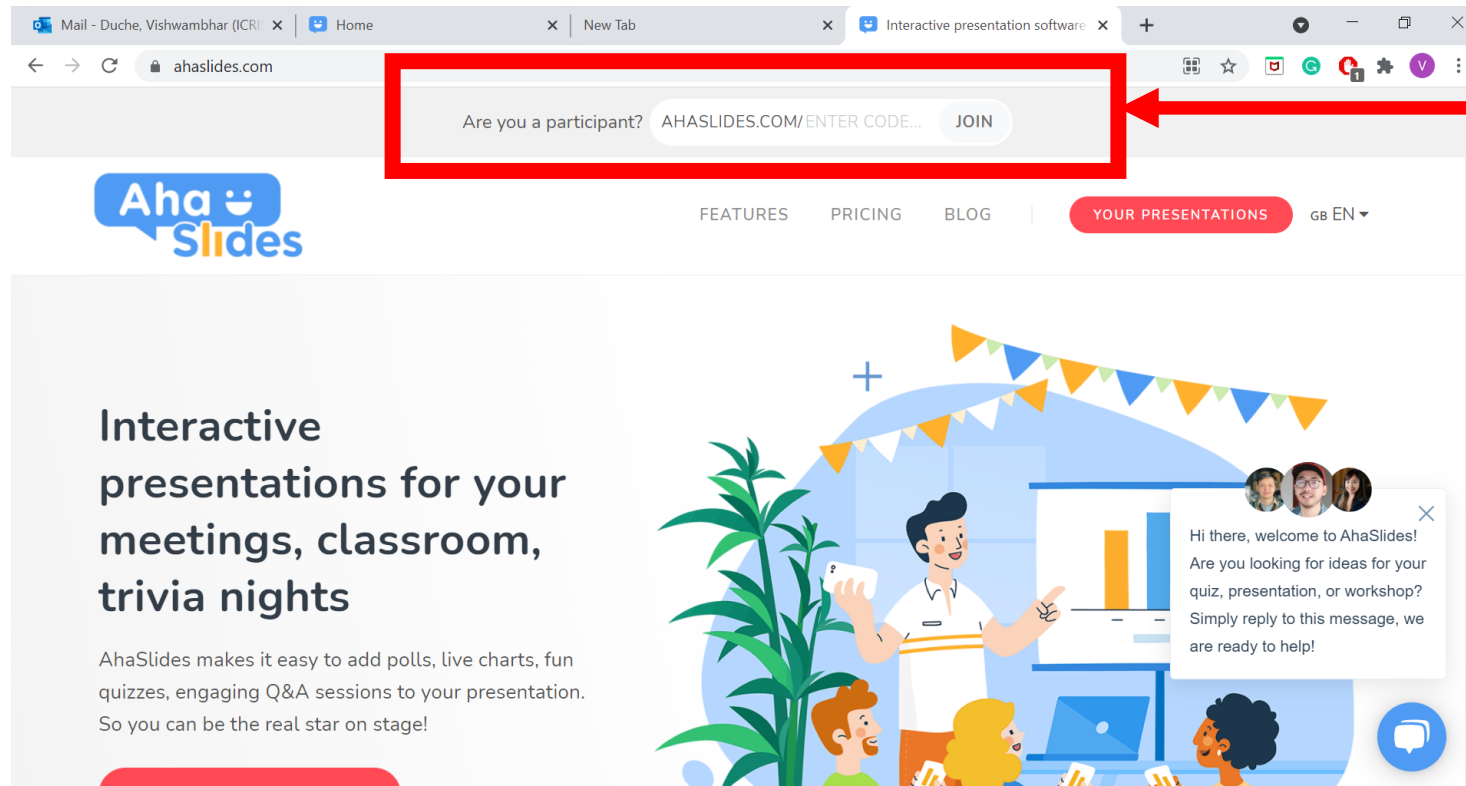 Mail - Duche, Vishwambhar (ICRI
Home
New Tab
Interactive presentation software
ahaslides.com
1
V
Are you a participant? AHASLIDES.COM/ ENTER CODE... JOIN
Aha
Slides
FEATURES PRICING BLOG YOUR PRESENTATIONS GB EN
Interactive
presentations for your
meetings, classroom,
trivia nights
AhaSlides makes it easy to add polls, live charts, fun
quizzes, engaging Q&A sessions to your presentation.
So you can be the real star on stage!
Hi there, welcome to AhaSlides!
Are you looking for ideas for your
quiz, presentation, or workshop?
Simply reply to this message, we
are ready to help!